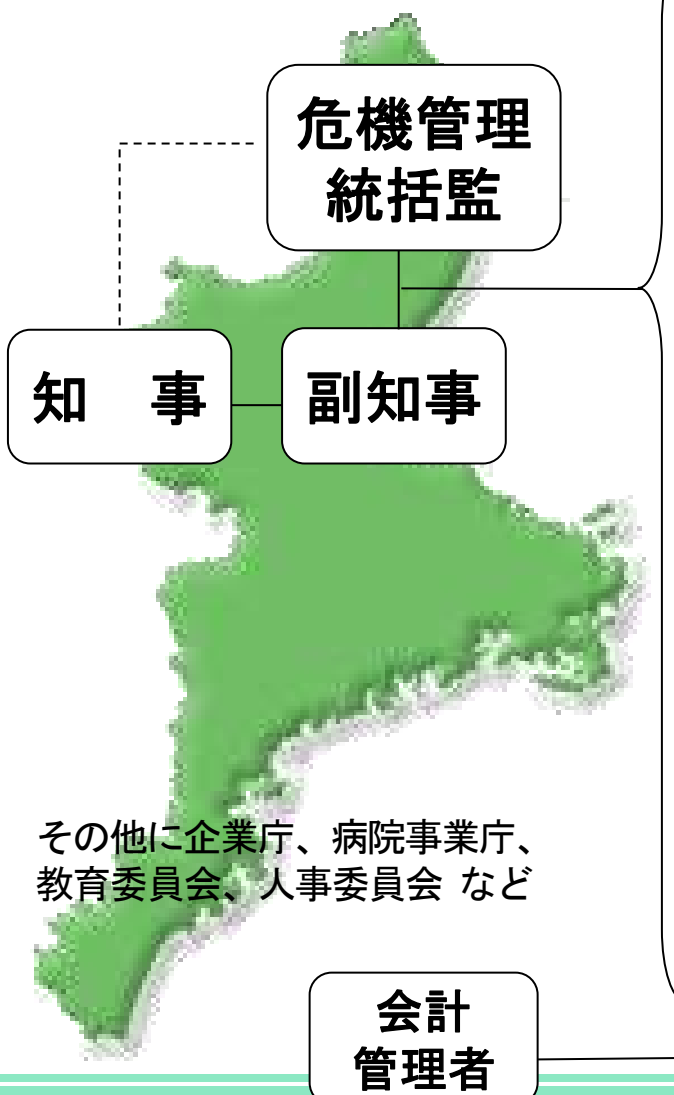 危機管理
統括監
知　事
副知事
その他に企業庁、病院事業庁、
教育委員会、人事委員会 など
会計
管理者